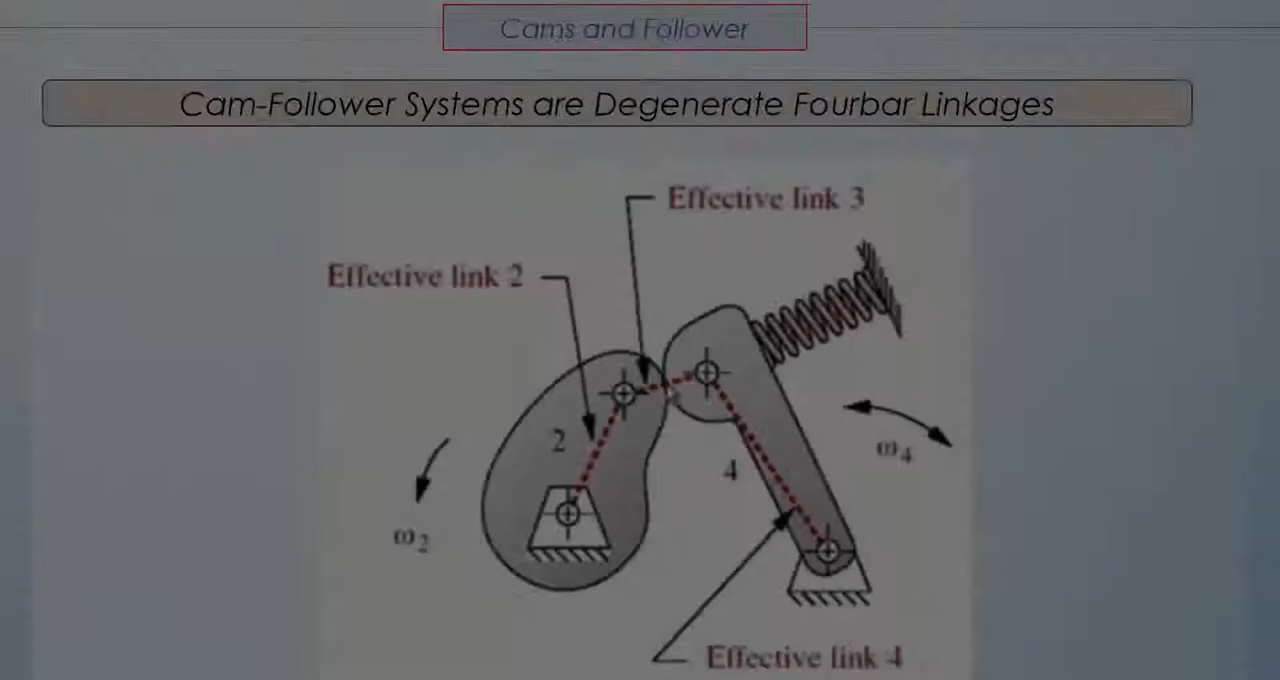 Cams and Follower
Cam-Follower Systems are Degenerate Fourbar Linkages
Effective link 3
Effective link 2
2
4
ω4
ω2
Effective link 4